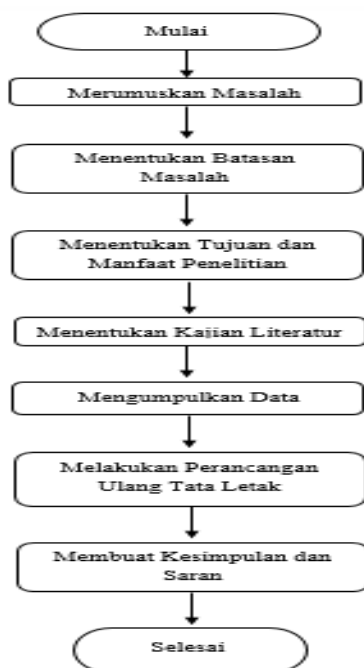 Mulai
Merumuskan Masalah
Menentukan Batasan
Masalah
Menentukan Tujuan dan
Manfaat Penelitian
Menentukan Kajian Literatur
Mengumpulkan Data
Melakukan Perancangan
Ulang Tata Letak
Membuat Kesimpulan dan
Saran
Selesai